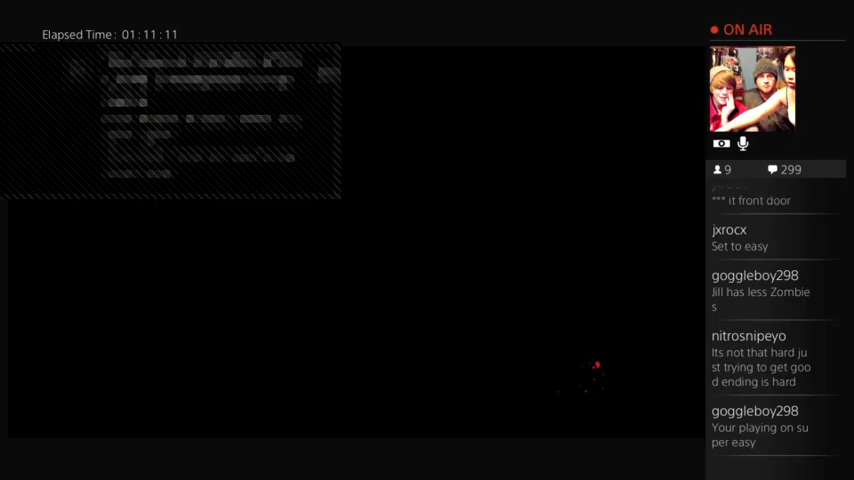 Elapsed Time: 01:11:11
ON AIR
9
299
*** it front door
jxrocx
Set to easy
goggleboy298
Jill has less Zombie
s
nitrosnipeyo
Its not that hard ju
st trying to get goo
d ending is hard
goggleboy298
Your playing on su
per easy